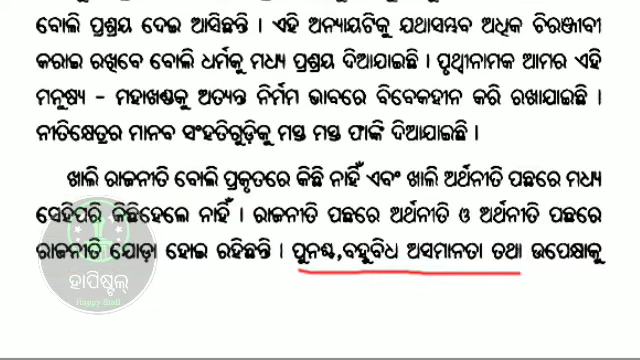 ବୋଲି ପ୍ରଶ୍ରୟ ଦେଇ ଆସିଛନ୍ତି । ଏହି ଅନ୍ୟାୟଟିକୁ ଯଥାସମ୍ଭବ ଅଧିକ ଚିରଞ୍ଜୀବୀ
କରାଇ ରଖିବେ ବୋଲି ଧର୍ମକୁ ମଧ୍ୟ ପ୍ରଶ୍ରୟ ଦିଆଯାଇଛି । ପୃଥିବୀନାମକ ଆମର ଏହି
ମନୁଷ୍ୟ – ମହାଖଣ୍ଡକୁ ଅତ୍ୟନ୍ତ ନିର୍ମମ ଭାବରେ ବିବେକହୀନ କରି ରଖାଯାଇଛି ।
ନୀତିକ୍ଷେତ୍ରର ମାନବ ସଂହତିଗୁଡ଼ିକୁ ମସ୍ତ ମସ୍ତ ଫାଙ୍କି ଦିଆଯାଇଛି ।
ଖାଲି ରାଜନୀତି ବୋଲି ପ୍ରକୃତରେ କିଛି ନାହିଁ ଏବଂ ଖାଲି ଅର୍ଥନୀତି ପଛରେ ମଧ୍ୟ
ସେହିପରି କିଛିହେଲେ ନାହିଁ । ରାଜନୀତି ପଛରେ ଅର୍ଥନୀତି ଓ ଅର୍ଥନୀତି ପଛରେ
ରାଜନୀତି ଯୋଡ଼ା ହୋଇ ରହିଛନ୍ତି । ପୁନଶ୍ଚ,ବହୁବିଧ ଅସମାନତା ତଥା ଉପେକ୍ଷାକୁ
ହାପିଷ୍ଟଲ୍
Happy Stall